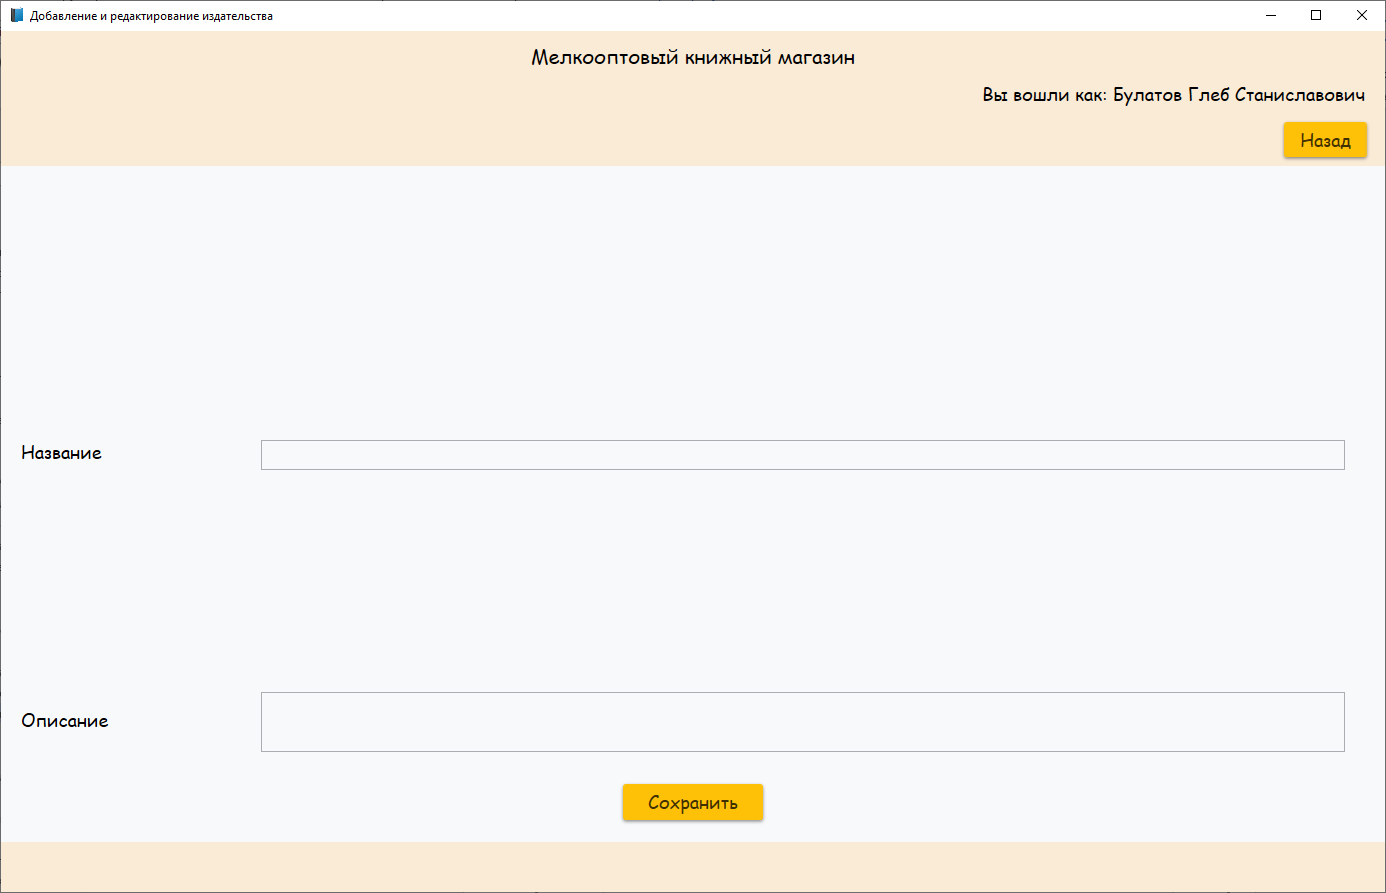 Добавление и редактирование издательства
Мелкооптовый книжный магазин
Вы вошли как: Булатов Глеб Станиславович
Назад
Название
Описание
Сохранить